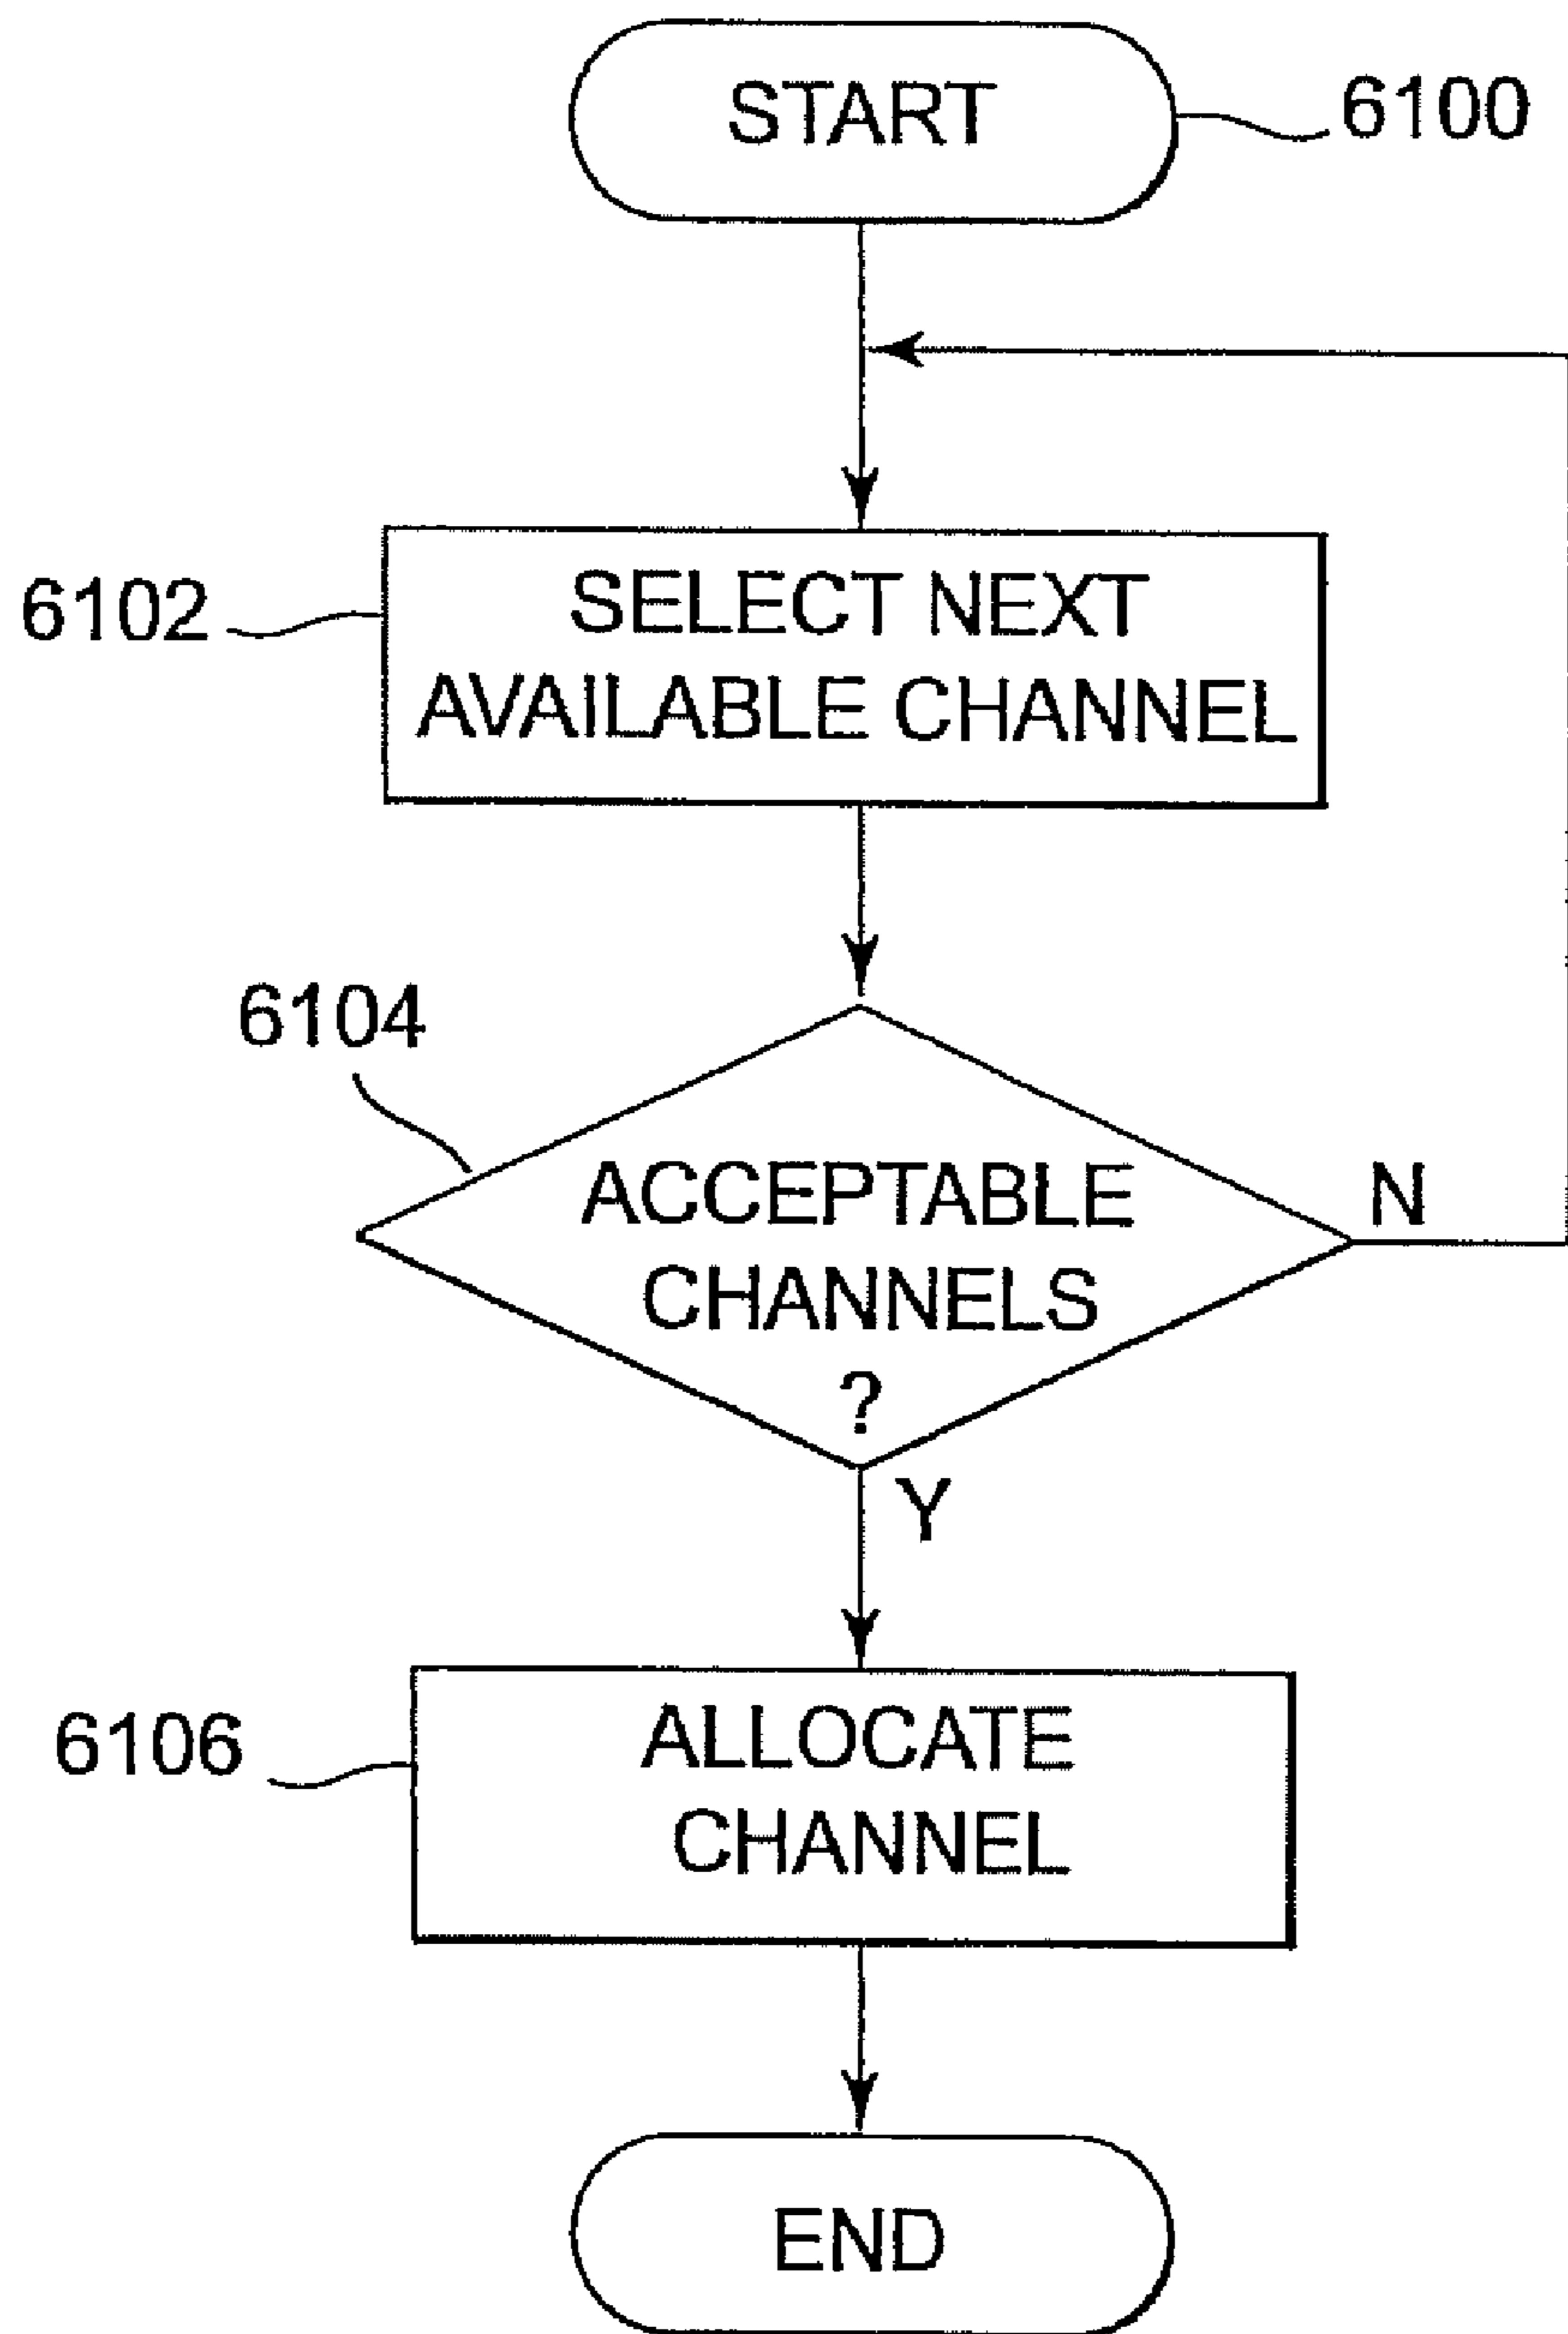 START
6100
6102
SELECT NEXT
AVAILABLE CHANNEL
6104
ACCEPTABLE
CHANNELS
?
N
Y
6106
ALLOCATE
CHANNEL
END